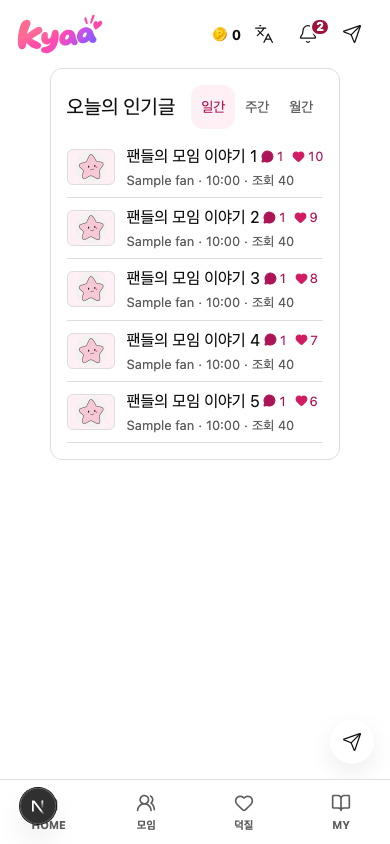 kyaa
0
2
오늘의 인기글 일간 주간 월간
팬들의 모임 이야기 1 1 10
Sample fan · 10:00 · 조회 40
팬들의 모임 이야기 2 1 9
Sample fan · 10:00 · 조회 40
팬들의 모임 이야기 3 1 8
Sample fan · 10:00 · 조회 40
팬들의 모임 이야기 4 1 7
Sample fan · 10:00 · 조회 40
팬들의 모임 이야기 5 1 6
Sample fan · 10:00 · 조회 40
N
HOME 모임 덕질 MY